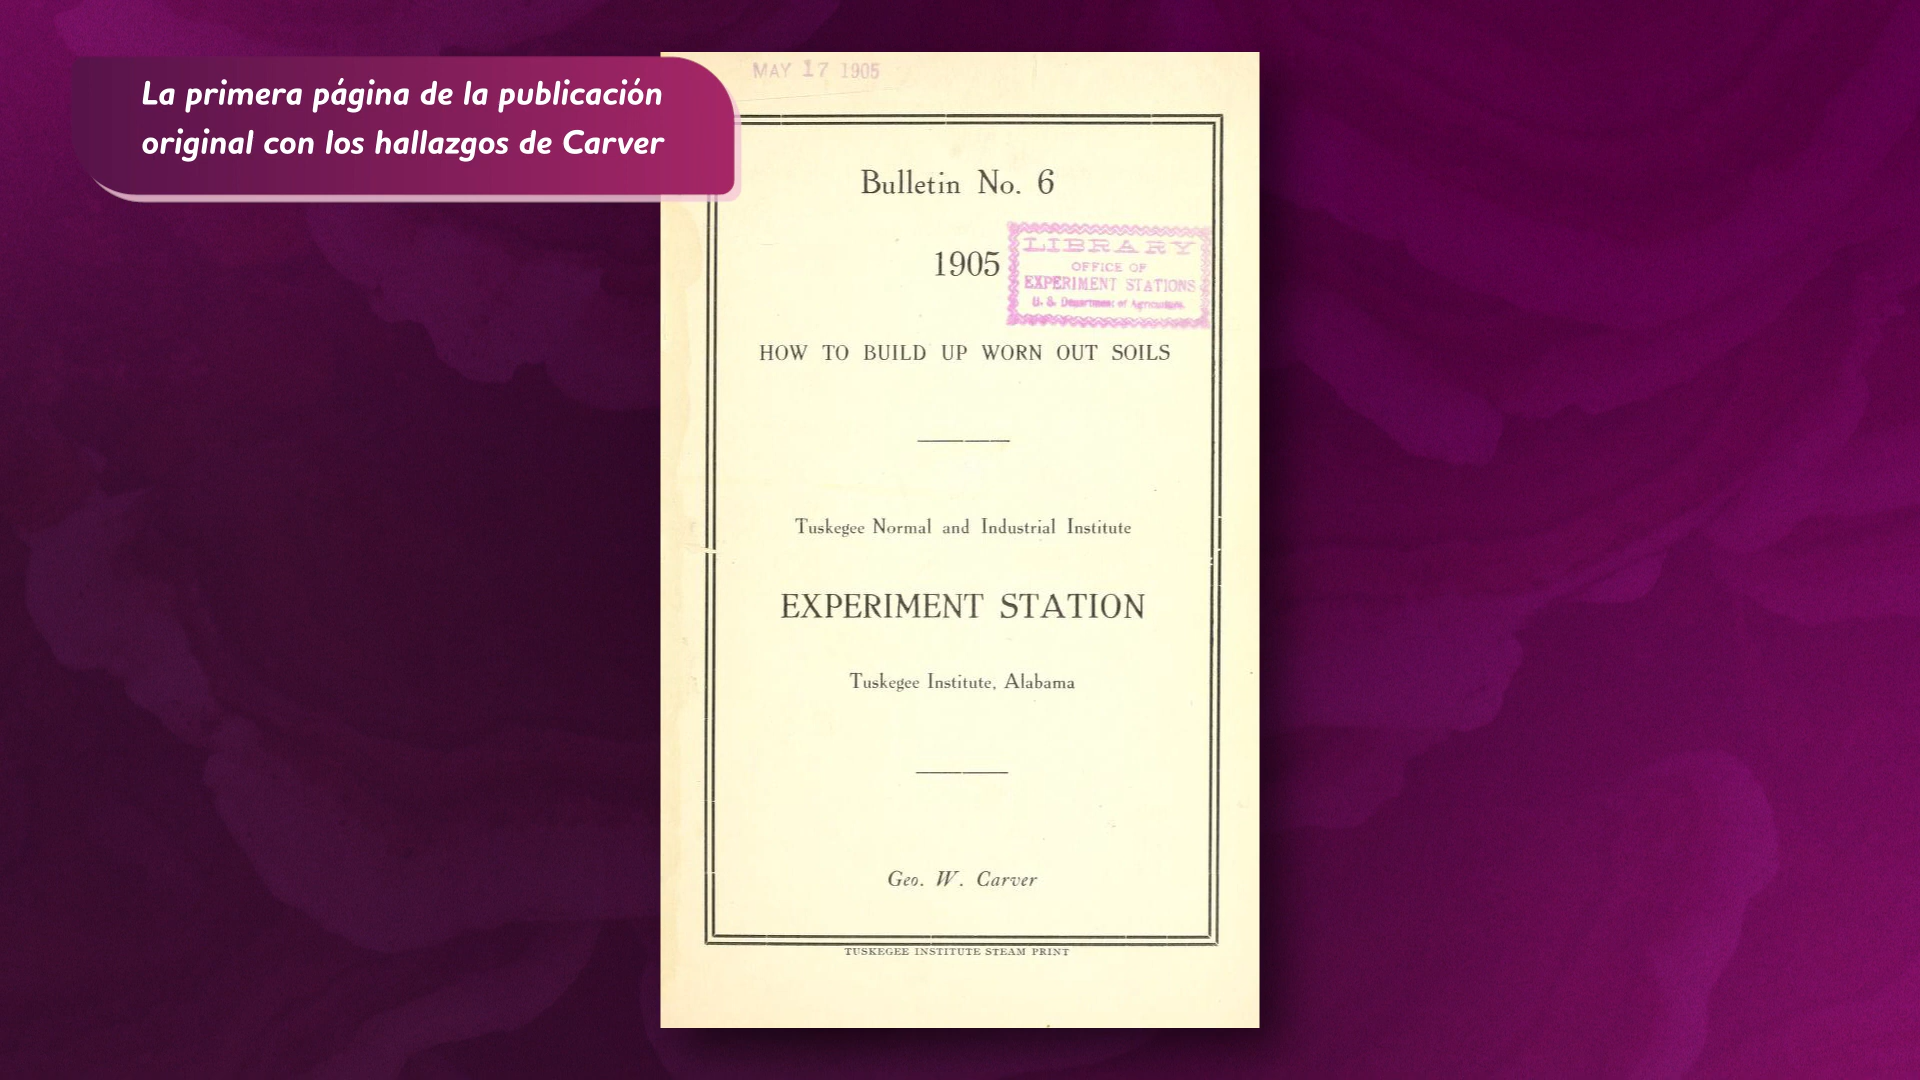 La primera página de la publicación
original con los hallazgos de Carver
MAY 17 1905
Bulletin No. 6
1905
LIBRARY
OFFICE OF
EXPERIMENT STATIONS
U. S. Department of Agriculture.
HOW TO BUILD UP WORN OUT SOILS
Tuskegee Normal and Industrial Institute
EXPERIMENT STATION
Tuskegee Institute, Alabama
Geo. W. Carver
TUSKEGEE INSTITUTE STEAM PRINT